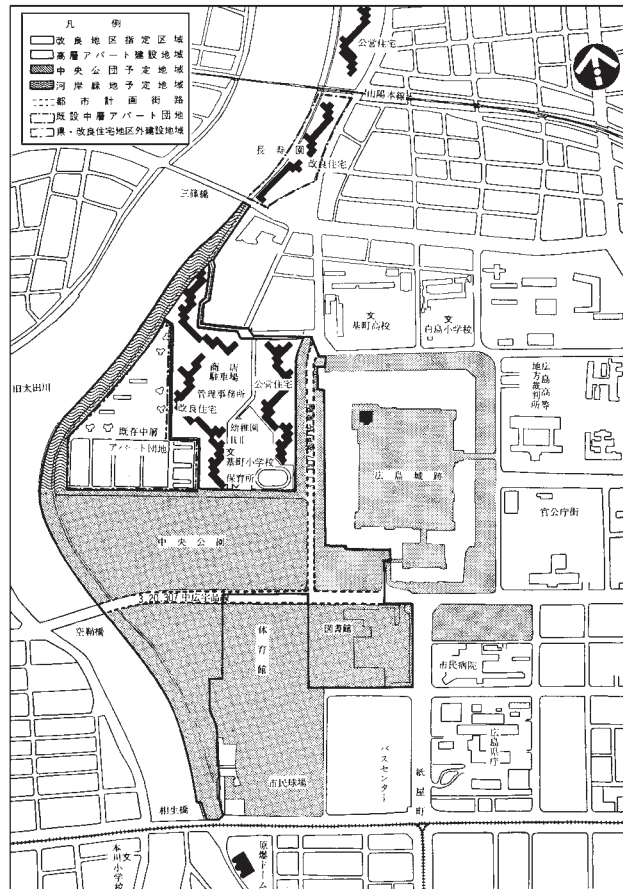 凡例
改良地区指定区域
高層アパート建設地域
中央公団予定地域
河岸緑地予定地域
都市計画街路
既設中層アパート団地
県・改良住宅地区外建設地域
公営住宅
山陽本線
長寿園
改良住宅
三篠橋
文
基町高校
文
白島小学校
広島高等
地方裁判所
旧太田川
商店
駐車場
管理事務所
公営住宅
改良住宅
幼稚園
既存中層
アパート団地
文
基町小学校
保育所
広島城跡
官公庁街
中央公園
空鞘橋
体育館
図書館
市民病院
広島県庁
バスセンター
紙屋町
市民球場
相生橋
文
本川小学校
原爆ドーム